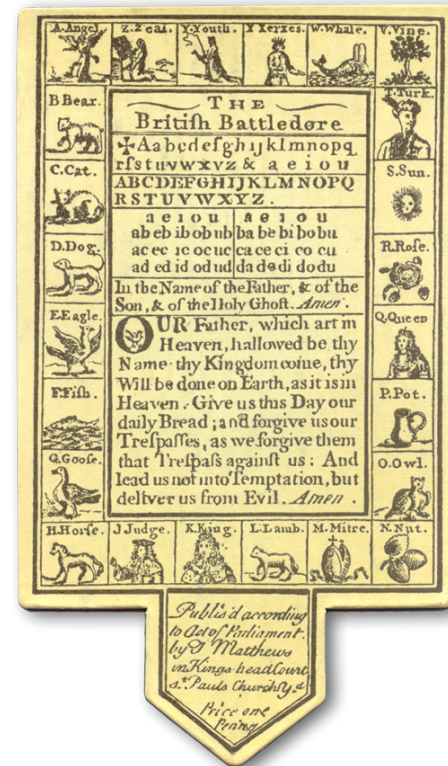 A. Angel
Z. Zeal.
Y. Youth.
X Xerxes.
W. Whale.
V. Vine.
B Bear.
C. Cat.
D. Dog.
E. Eagle.
F. Fiſh.
G. Gooſe.
H. Horſe.
J Judge.
K. King.
L. Lamb.
M. Mitre.
N. Nut.
T. Turk.
S. Sun.
R. Roſe.
Q. Queen
P. Pot.
O. Owl.
THE
Britiſh Battledore
✠Aabcdefghijklmnopq
rſstuvwxyz & a e i o u
ABCDEFGHIJKLMNOPQ
RSTUVWXYZ.
a e i o u a e i o u
ab eb ib ob ub ba be bi bo bu
ac ec ic oc uc ca ce ci co cu
ad ed id od ud da de di do du
In the Name of the Father, & of the
Son, & of the Holy Ghoſt. Amen.
OUR Father, which art in
Heaven, hallowed be thy
Name thy Kingdom come, thy
Will be done on Earth, as it is in
Heaven. Give us this Day our
daily Bread; and forgive us our
Treſpaſſes, as we forgive them
that Treſpaſs againſt us: And
lead us not into Temptation, but
deliver us from Evil. Amen.
Publis'd according
to Act of Parliament.
by J Matthews
in Kings-head Court
St. Pauls Church Yd
Price one
Penny